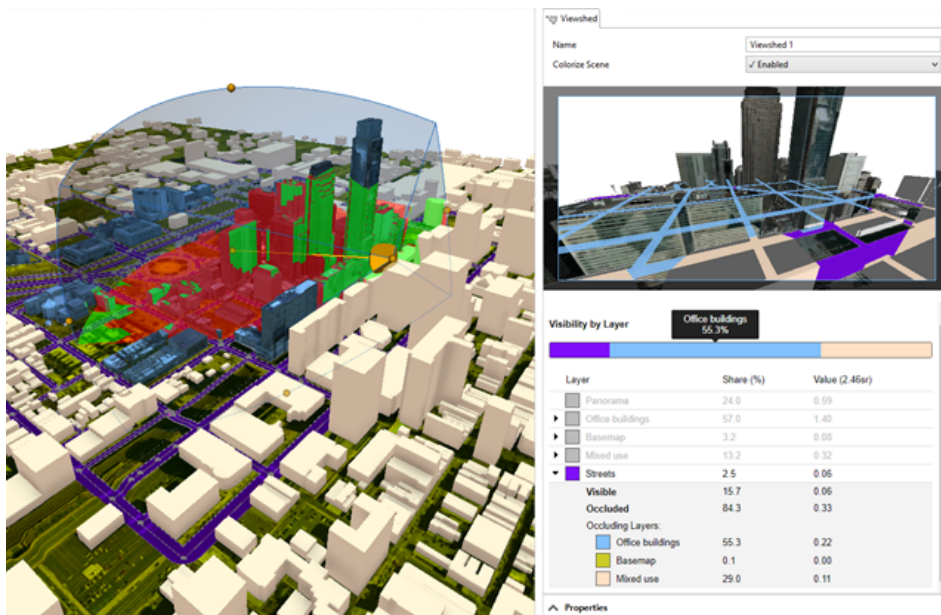 Viewshed
Name Viewshed 1
Colorize Scene ✓ Enabled
Visibility by Layer
Office buildings
55.3%
Layer Share (%) Value (2.46sr)
Panorama 24.0 0.59
Office buildings 57.0 1.40
Basemap 3.2 0.08
Mixed use 13.2 0.32
Streets 2.5 0.06
Visible 15.7 0.06
Occluded 84.3 0.33
Occluding Layers:
Office buildings 55.3 0.22
Basemap 0.1 0.00
Mixed use 29.0 0.11
Properties